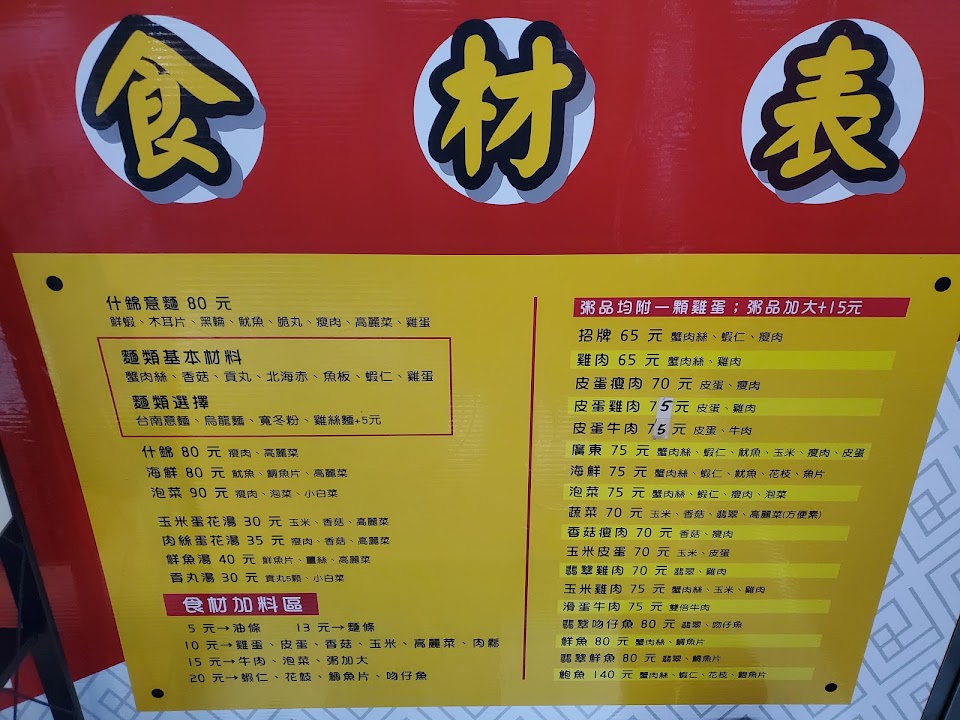 食材表
什錦意麵 80 元
鮮蝦、木耳片、黑輪、魷魚、脆丸、瘦肉、高麗菜、雞蛋
麵類基本材料
蟹肉絲、香菇、貢丸、北海赤、魚板、蝦仁、雞蛋
麵類選擇
台南意麵、烏龍麵、寬冬粉、雞絲麵+5元
什錦 80 元 瘦肉、高麗菜
海鮮 80 元 魷魚、鯛魚片、高麗菜
泡菜 90 元 瘦肉、泡菜、小白菜
玉米蛋花湯 30 元 玉米、香菇、高麗菜
肉絲蛋花湯 35 元 瘦肉、香菇、高麗菜
鮮魚湯 40 元 鮮魚片、薑絲、高麗菜
貢丸湯 30 元 貢丸5顆、小白菜
食材加料區
5 元→油條 13 元→麵條
10 元→雞蛋、皮蛋、香菇、玉米、高麗菜、肉鬆
15 元→牛肉、泡菜、粥加大
20 元→蝦仁、花枝、鯛魚片、吻仔魚
粥品均附一顆雞蛋；粥品加大+15元
招牌 65 元 蟹肉絲、蝦仁、瘦肉
雞肉 65 元 蟹肉絲、雞肉
皮蛋瘦肉 70 元 皮蛋、瘦肉
皮蛋雞肉 75 元 皮蛋、雞肉
皮蛋牛肉 75 元 皮蛋、牛肉
廣東 75 元 蟹肉絲、蝦仁、魷魚、玉米、瘦肉、皮蛋
海鮮 75 元 蟹肉絲、蝦仁、魷魚、花枝、魚片
泡菜 75 元 蟹肉絲、蝦仁、瘦肉、泡菜
蔬菜 70 元 玉米、香菇、翡翠、高麗菜(方便素)
香菇瘦肉 70 元 香菇、瘦肉
玉米皮蛋 70 元 玉米、皮蛋
翡翠雞肉 70 元 翡翠、雞肉
玉米雞肉 75 元 蟹肉絲、玉米、雞肉
滑蛋牛肉 75 元 雙倍牛肉
翡翠吻仔魚 80 元 翡翠、吻仔魚
鮮魚 80 元 蟹肉絲、鯛魚片
翡翠鮮魚 80 元 翡翠、鯛魚片
鮑魚 140 元 蟹肉絲、蝦仁、花枝、鮑魚片